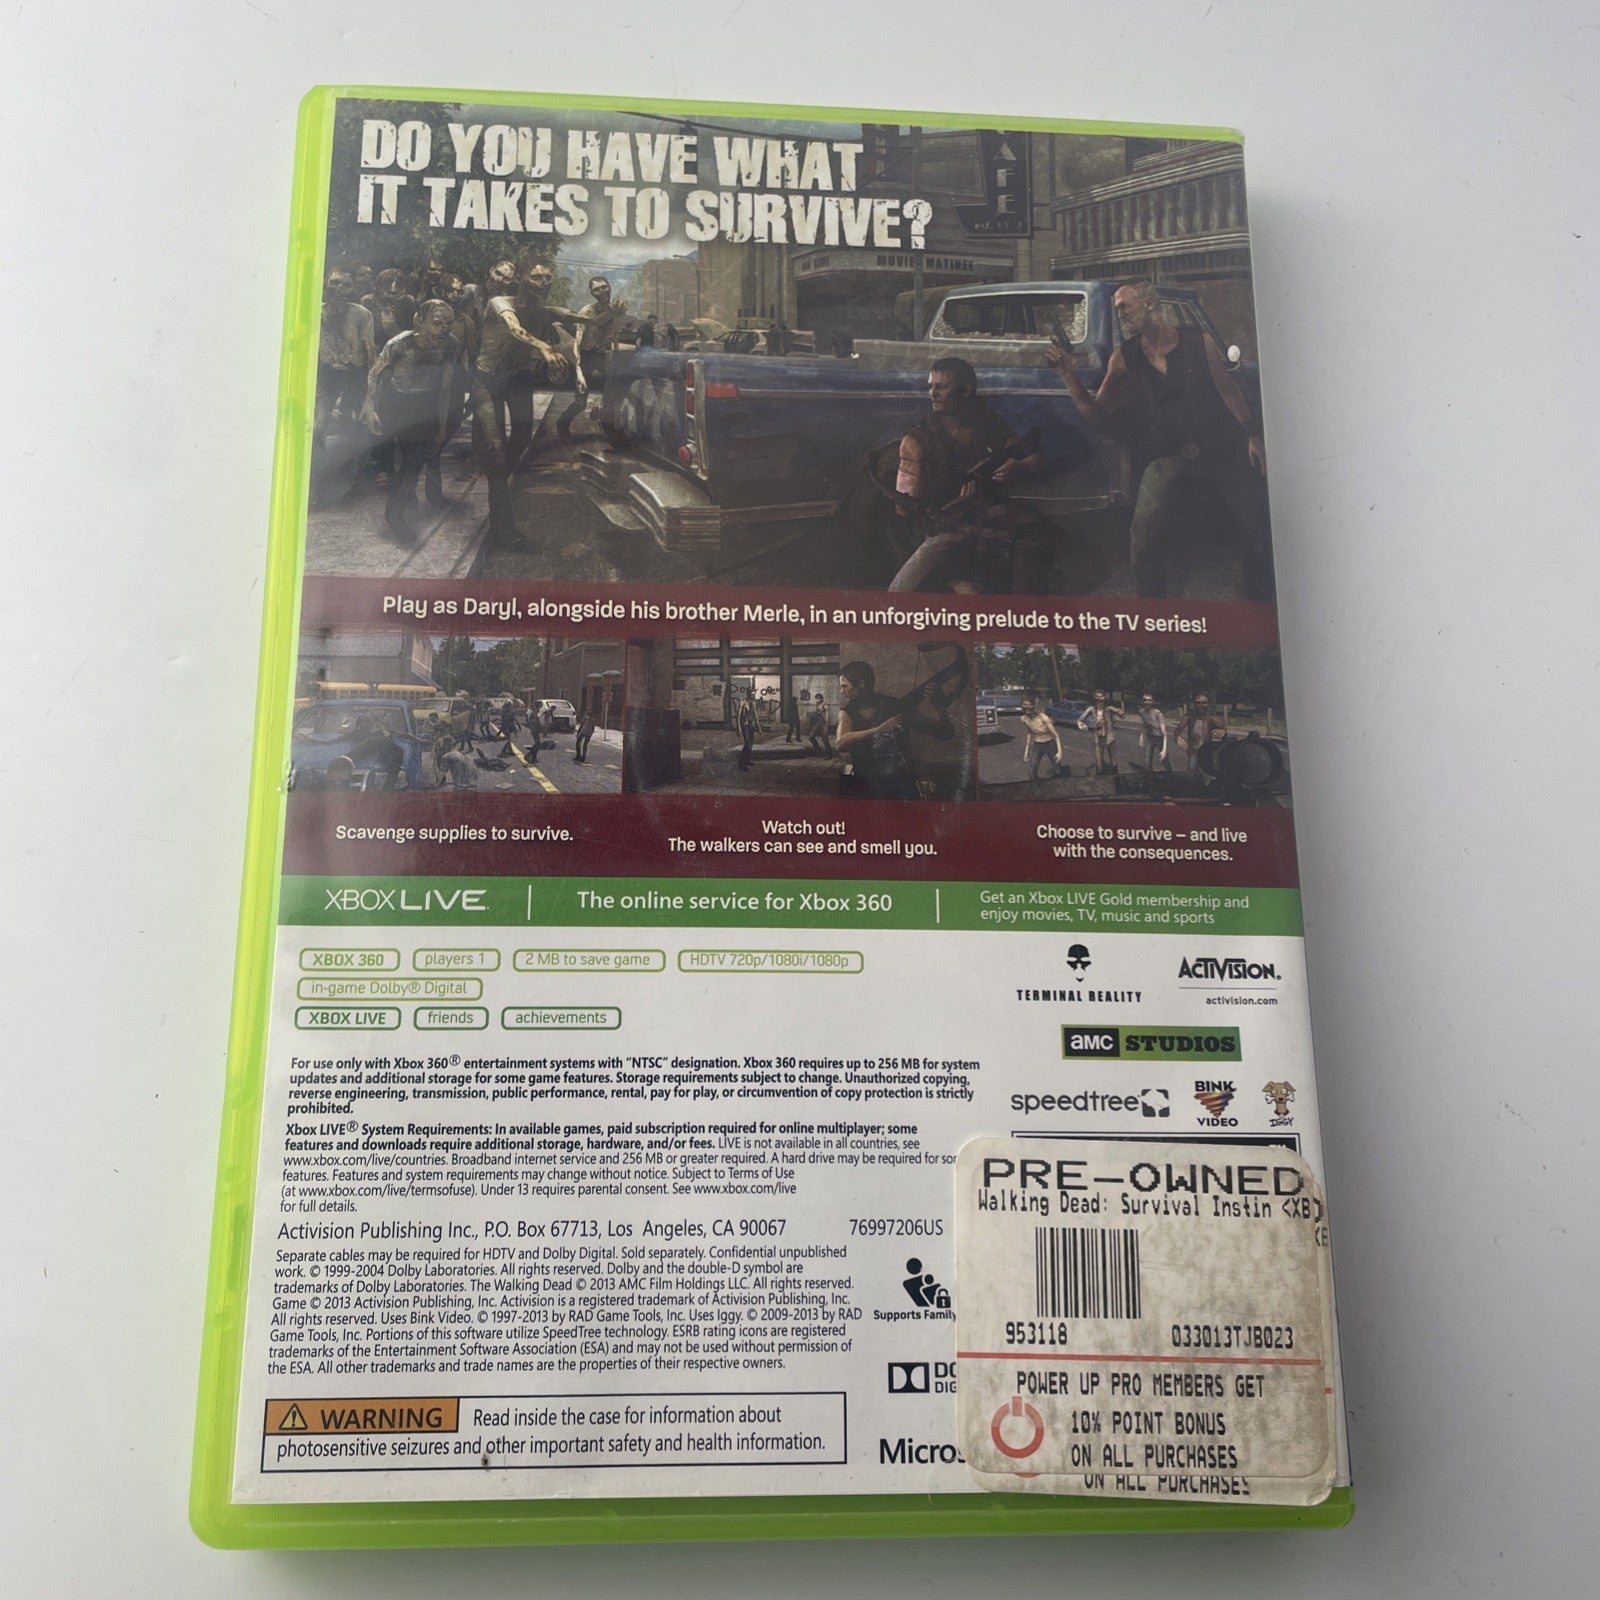 DO YOU HAVE WHAT
IT TAKES TO SURVIVE?
CAFE
MOVIE MATINEE
Play as Daryl, alongside his brother Merle, in an unforgiving prelude to the TV series!
Scavenge supplies to survive.
Watch out!
The walkers can see and smell you.
Choose to survive – and live
with the consequences.
XBOX LIVE
The online service for Xbox 360
Get an Xbox LIVE Gold membership and
enjoy movies, TV, music and sports
XBOX 360 players 1 2 MB to save game HDTV 720p/1080i/1080p
in-game Dolby® Digital
XBOX LIVE friends achievements
TERMINAL REALITY
ACTIVISION.
activision.com
amc STUDIOS
speedtree
BINK
VIDEO
IGGY
For use only with Xbox 360® entertainment systems with "NTSC" designation. Xbox 360 requires up to 256 MB for system
updates and additional storage for some game features. Storage requirements subject to change. Unauthorized copying,
reverse engineering, transmission, public performance, rental, pay for play, or circumvention of copy protection is strictly
prohibited.
Xbox LIVE® System Requirements: In available games, paid subscription required for online multiplayer; some
features and downloads require additional storage, hardware, and/or fees. LIVE is not available in all countries, see
www.xbox.com/live/countries. Broadband internet service and 256 MB or greater required. A hard drive may be required for
features. Features and system requirements may change without notice. Subject to Terms of Use
(at www.xbox.com/live/termsofuse). Under 13 requires parental consent. See www.xbox.com/live
for full details.
Activision Publishing Inc., P.O. Box 67713, Los Angeles, CA 90067 76997206US
Separate cables may be required for HDTV and Dolby Digital. Sold separately. Confidential unpublished
work. © 1999-2004 Dolby Laboratories. All rights reserved. Dolby and the double-D symbol are
trademarks of Dolby Laboratories. The Walking Dead © 2013 AMC Film Holdings LLC. All rights reserved.
Game © 2013 Activision Publishing, Inc. Activision is a registered trademark of Activision Publishing, Inc.
All rights reserved. Uses Bink Video. © 1997-2013 by RAD Game Tools, Inc. Uses Iggy. © 2009-2013 by RAD
Game Tools, Inc. Portions of this software utilize SpeedTree technology. ESRB rating icons are registered
trademarks of the Entertainment Software Association (ESA) and may not be used without permission of
the ESA. All other trademarks and trade names are the properties of their respective owners.
Supports Family
WARNING Read inside the case for information about
photosensitive seizures and other important safety and health information.
Micros
PRE-OWNED
Walking Dead: Survival Instin <XB
953118 033013TJB023
POWER UP PRO MEMBERS GET
10% POINT BONUS
ON ALL PURCHASES
ON ALL PURCHASES